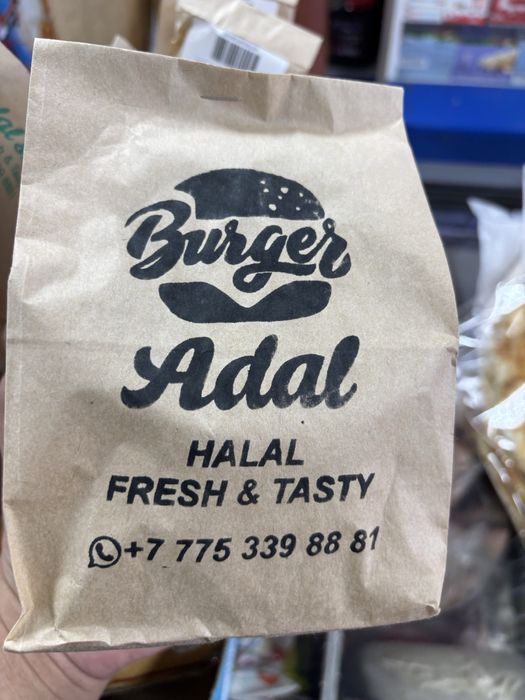 Burger
Adal
HALAL
FRESH & TASTY
+7 775 339 88 81